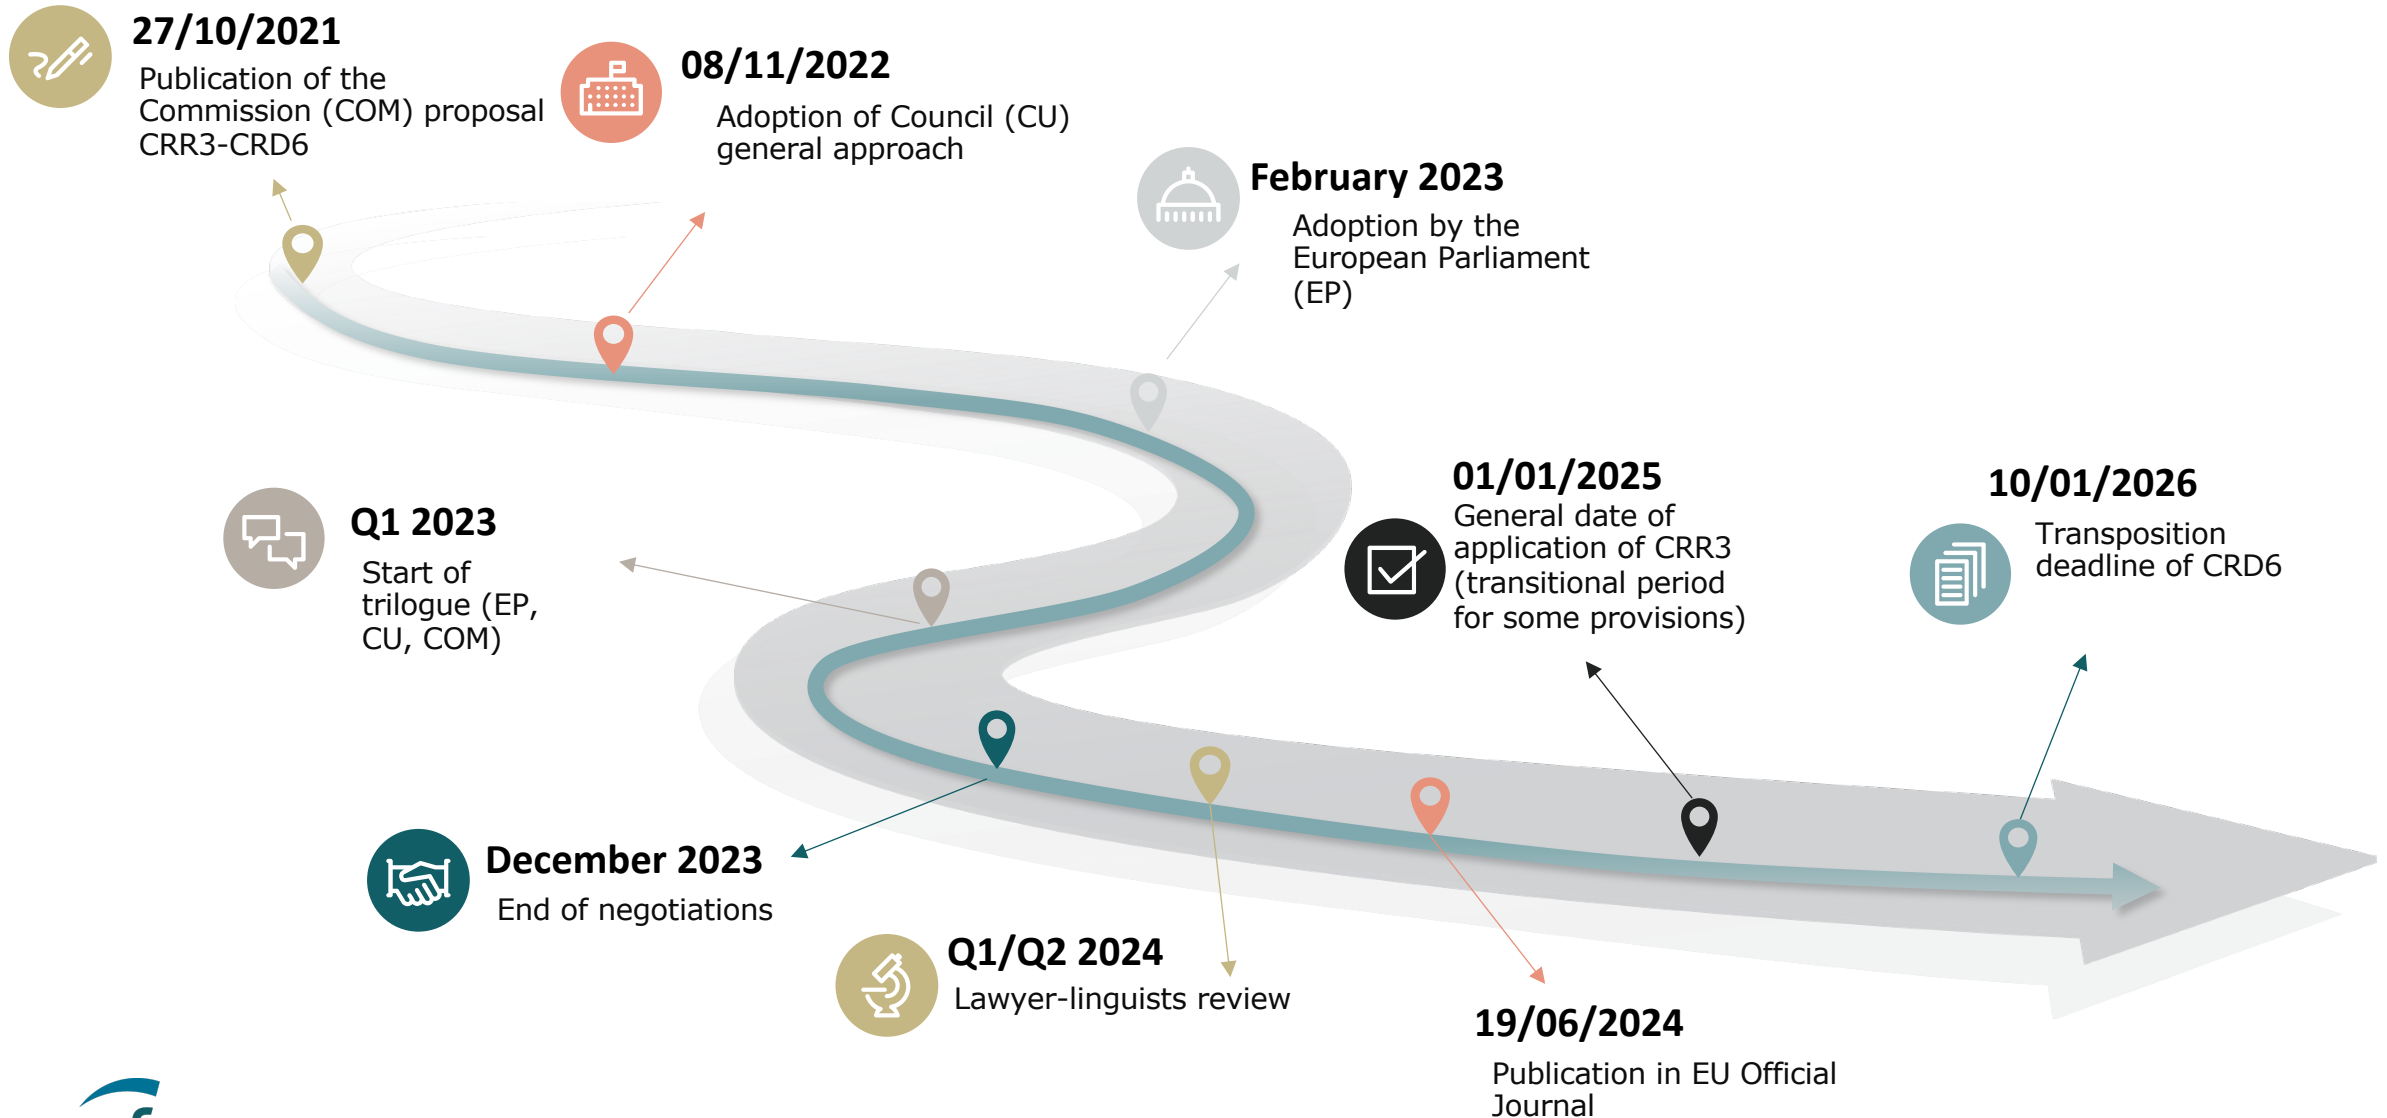 27/10/2021
Publication of the
Commission (COM) proposal
CRR3-CRD6
08/11/2022
Adoption of Council (CU)
general approach
February 2023
Adoption by the
European Parliament
(EP)
Q1 2023
Start of
trilogue (EP,
CU, COM)
01/01/2025
General date of
application of CRR3
(transitional period
for some provisions)
10/01/2026
Transposition
deadline of CRD6
December 2023
End of negotiations
Q1/Q2 2024
Lawyer-linguists review
19/06/2024
Publication in EU Official
Journal